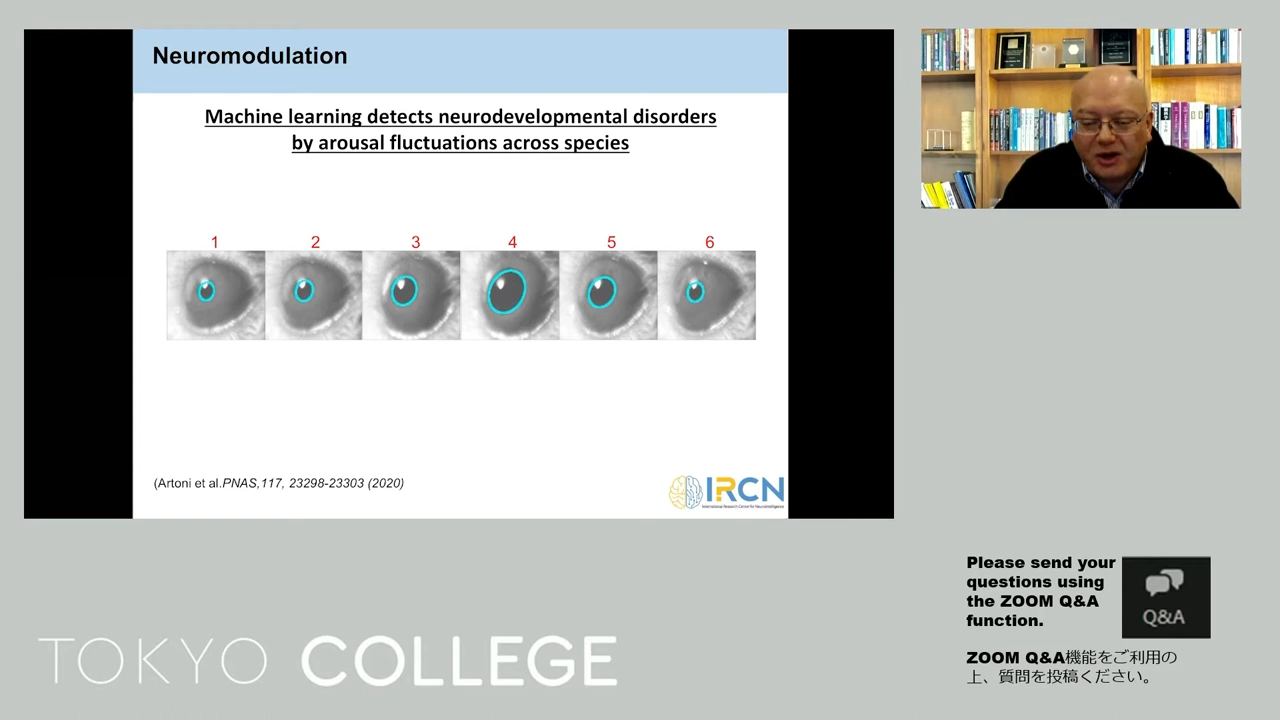 Neuromodulation
Machine learning detects neurodevelopmental disorders
by arousal fluctuations across species
1 2 3 4 5 6
(Artoni et al.PNAS,117, 23298-23303 (2020)
IRCN
International Research Center for Neurointelligence
Please send your
questions using
the ZOOM Q&A
function.
Q&A
ZOOM Q&A機能をご利用の
上、質問を投稿ください。
TOKYO COLLEGE